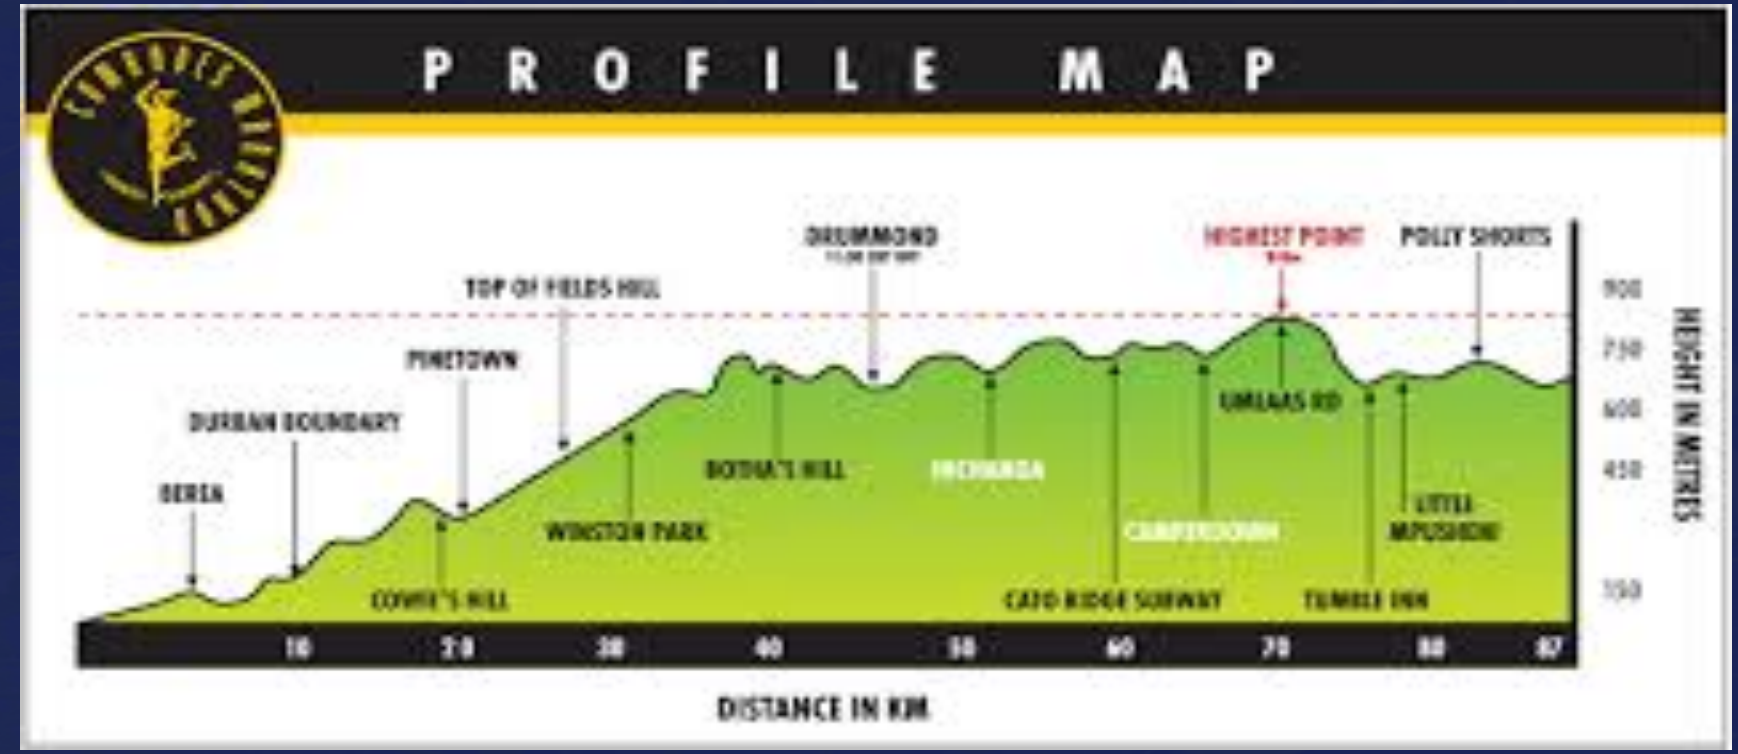 COMRADES MARATHON
PROFILE MAP
DRUMMOND
HIGHEST POINT
POLLY SHORTS
TOP OF FIELDS HILL
900
PINETOWN
750
DURBAN BOUNDARY
UMLAAS RD
600
BOTHA'S HILL
INCHANGA
450
BEREA
LITTLE
MPUSHINI
WINSTON PARK
CAMPERDOWN
COWIE'S HILL
CATO RIDGE SUBWAY
TUMBLE INN
150
HEIGHT IN METRES
10 20 30 40 50 60 70 80 87
DISTANCE IN KM